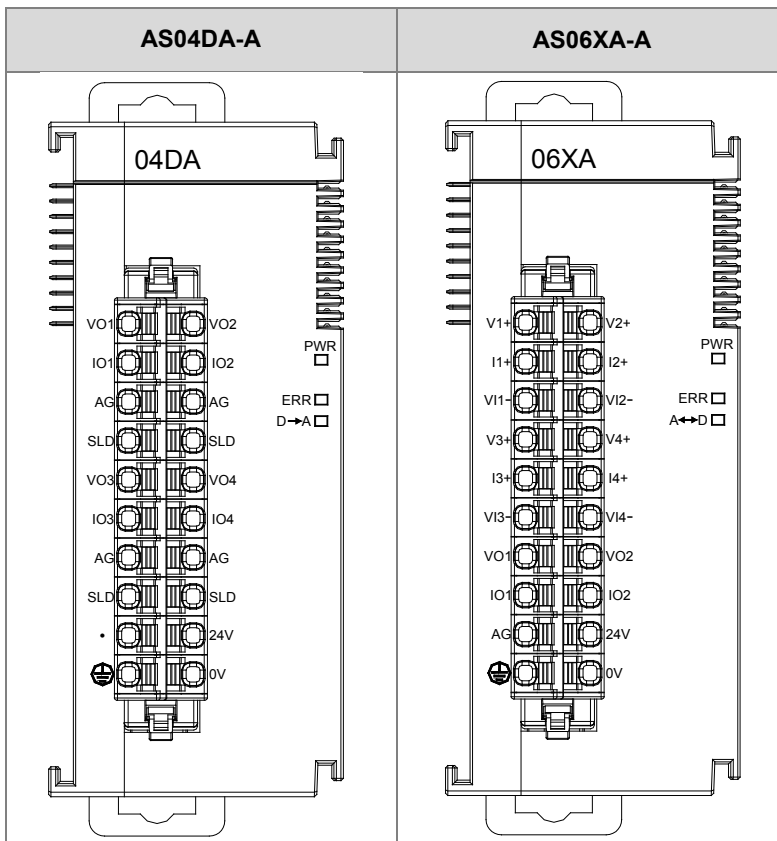 AS04DA-A
AS06XA-A
04DA
VO1 VO2
IO1 IO2
AG AG
SLD SLD
VO3 VO4
IO3 IO4
AG AG
SLD SLD
• 24V
0V
PWR
ERR
D→A
06XA
V1+ V2+
I1+ I2+
VI1- VI2-
V3+ V4+
I3+ I4+
VI3- VI4-
VO1 VO2
IO1 IO2
AG 24V
0V
PWR
ERR
A↔D